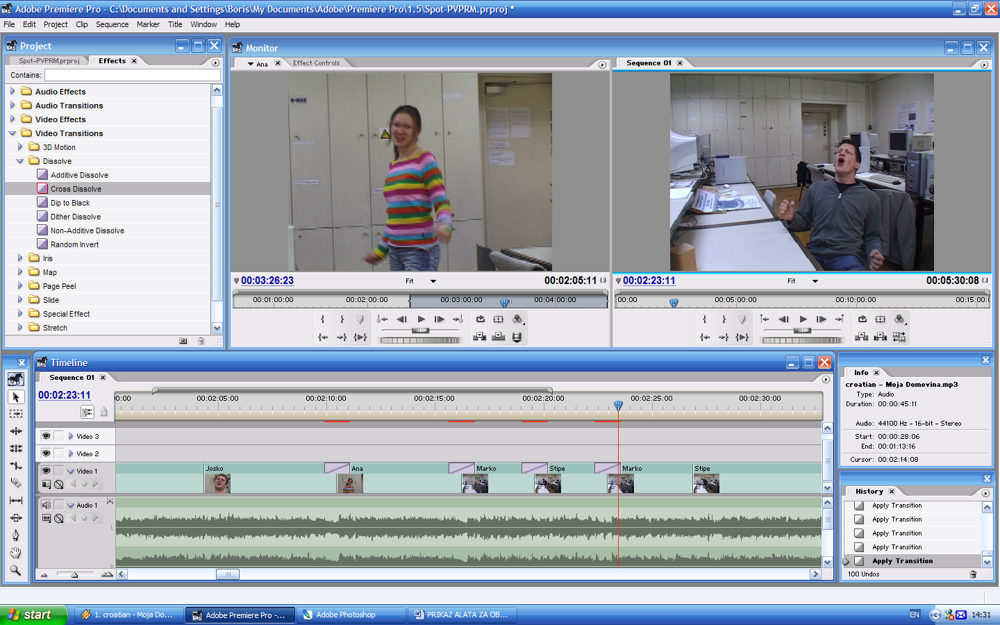 Adobe Premiere Pro - C:\Documents and Settings\Boris\My Documents\Adobe\Premiere Pro\1.5\Spot-PVPRM.prproj *
File Edit Project Clip Sequence Marker Title Window Help
Project
Spot-PVPRM.prproj Effects
Contains:
Audio Effects
Audio Transitions
Video Effects
Video Transitions
3D Motion
Dissolve
Additive Dissolve
Cross Dissolve
Dip to Black
Dither Dissolve
Non-Additive Dissolve
Random Invert
Iris
Map
Page Peel
Slide
Special Effect
Stretch
Monitor
Ana Effect Controls
00:03:26:23 Fit 00:02:05:11
00:01:00:00 00:02:00:00 00:03:00:00 00:04:00:00
Sequence 01
00:02:23:11 Fit 00:05:30:08
:00:00 00:05:00:00 00:10:00:00 00:15:00:0
Timeline
Sequence 01
00:02:23:11
00:00 00:02:05:00 00:02:10:00 00:02:15:00 00:02:20:00 00:02:25:00 00:02:30:00
Video 3
Video 2
Video 1
Josko Ana Marko Stipe Marko Stipe
Audio 1
L
R
Info
croatian - Moja Domovina.mp3
Type: Audio
Duration: 00:00:45:11
Audio: 44100 Hz - 16-bit - Stereo
Start: 00:00:28:06
End: 00:01:13:16
Cursor: 00:02:14:08
History
Apply Transition
Apply Transition
Apply Transition
Apply Transition
Apply Transition
100 Undos
start
1. croatian - Moja Do...
Adobe Premiere Pro -...
Adobe Photoshop
PRIKAZ ALATA ZA OB...
EN
14:31